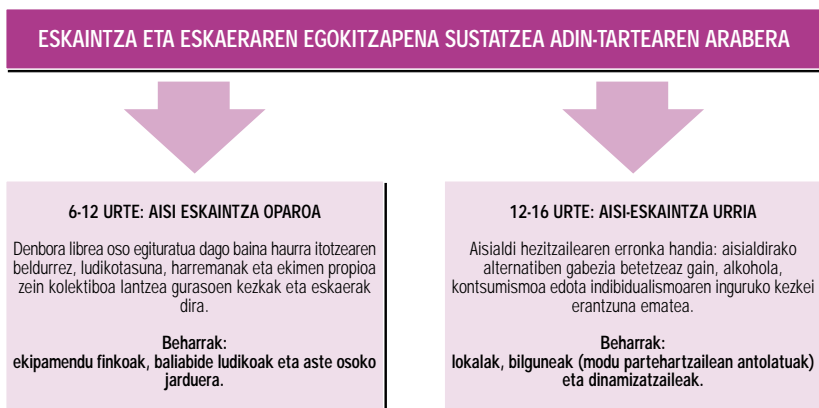 ESKAINTZA ETA ESKAERAREN EGOKITZAPENA SUSTATZEA ADIN-TARTEAREN ARABERA
6-12 URTE: AISI ESKAINTZA OPAROA
Denbora librea oso egituratua dago baina haurra itotzearen
beldurrez, ludikotasuna, harremanak eta ekimen propioa
zein kolektiboa lantzea gurasoen kezkak eta eskaerak
dira.
Beharrak:
ekipamendu finkoak, baliabide ludikoak eta aste osoko
jarduera.
12-16 URTE: AISI-ESKAINTZA URRIA
Aisialdi hezitzailearen erronka handia: aisialdirako
alternatiben gabezia betetzeaz gain, alkohola,
kontsumismoa edota indibidualismoaren inguruko kezkei
erantzuna ematea.
Beharrak:
lokalak, bilguneak (modu partehartzailean antolatuak)
eta dinamizatzaileak.